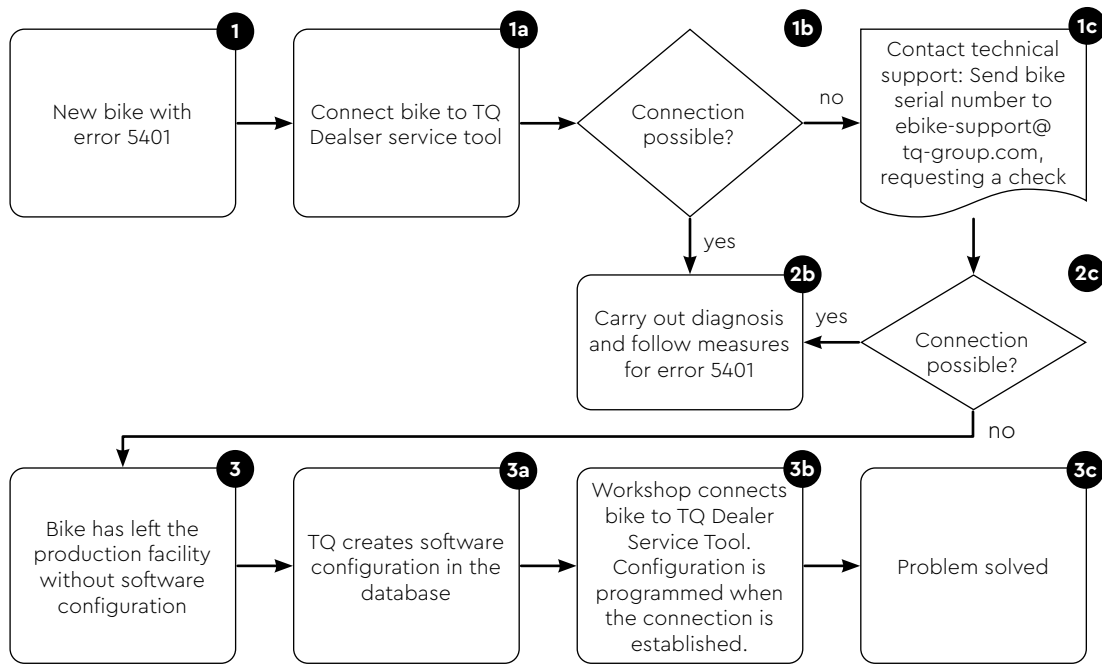 1
New bike with
error 5401
1a
Connect bike to TQ
Dealser service tool
1b
Connection
possible?
no
yes
1c
Contact technical
support: Send bike
serial number to
ebike-support@
tq-group.com,
requesting a check
2b
Carry out diagnosis
and follow measures
for error 5401
yes
2c
Connection
possible?
no
3
Bike has left the
production facility
without software
configuration
3a
TQ creates software
configuration in the
database
3b
Workshop connects
bike to TQ Dealer
Service Tool.
Configuration is
programmed when
the connection is
established.
3c
Problem solved